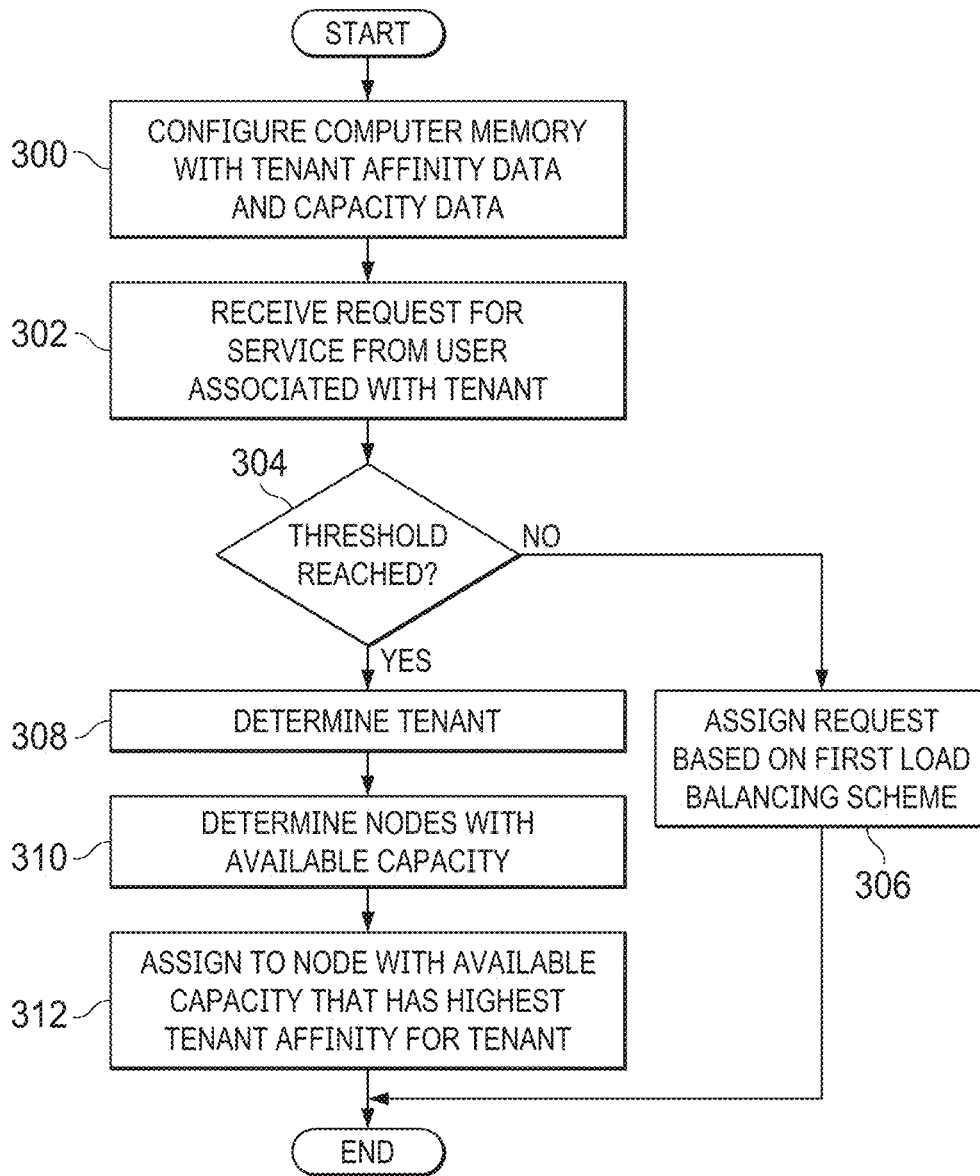 START
300
CONFIGURE COMPUTER MEMORY
WITH TENANT AFFINITY DATA
AND CAPACITY DATA
302
RECEIVE REQUEST FOR
SERVICE FROM USER
ASSOCIATED WITH TENANT
304
THRESHOLD
REACHED?
NO
YES
308
DETERMINE TENANT
ASSIGN REQUEST
BASED ON FIRST LOAD
BALANCING SCHEME
306
310
DETERMINE NODES WITH
AVAILABLE CAPACITY
312
ASSIGN TO NODE WITH AVAILABLE
CAPACITY THAT HAS HIGHEST
TENANT AFFINITY FOR TENANT
END